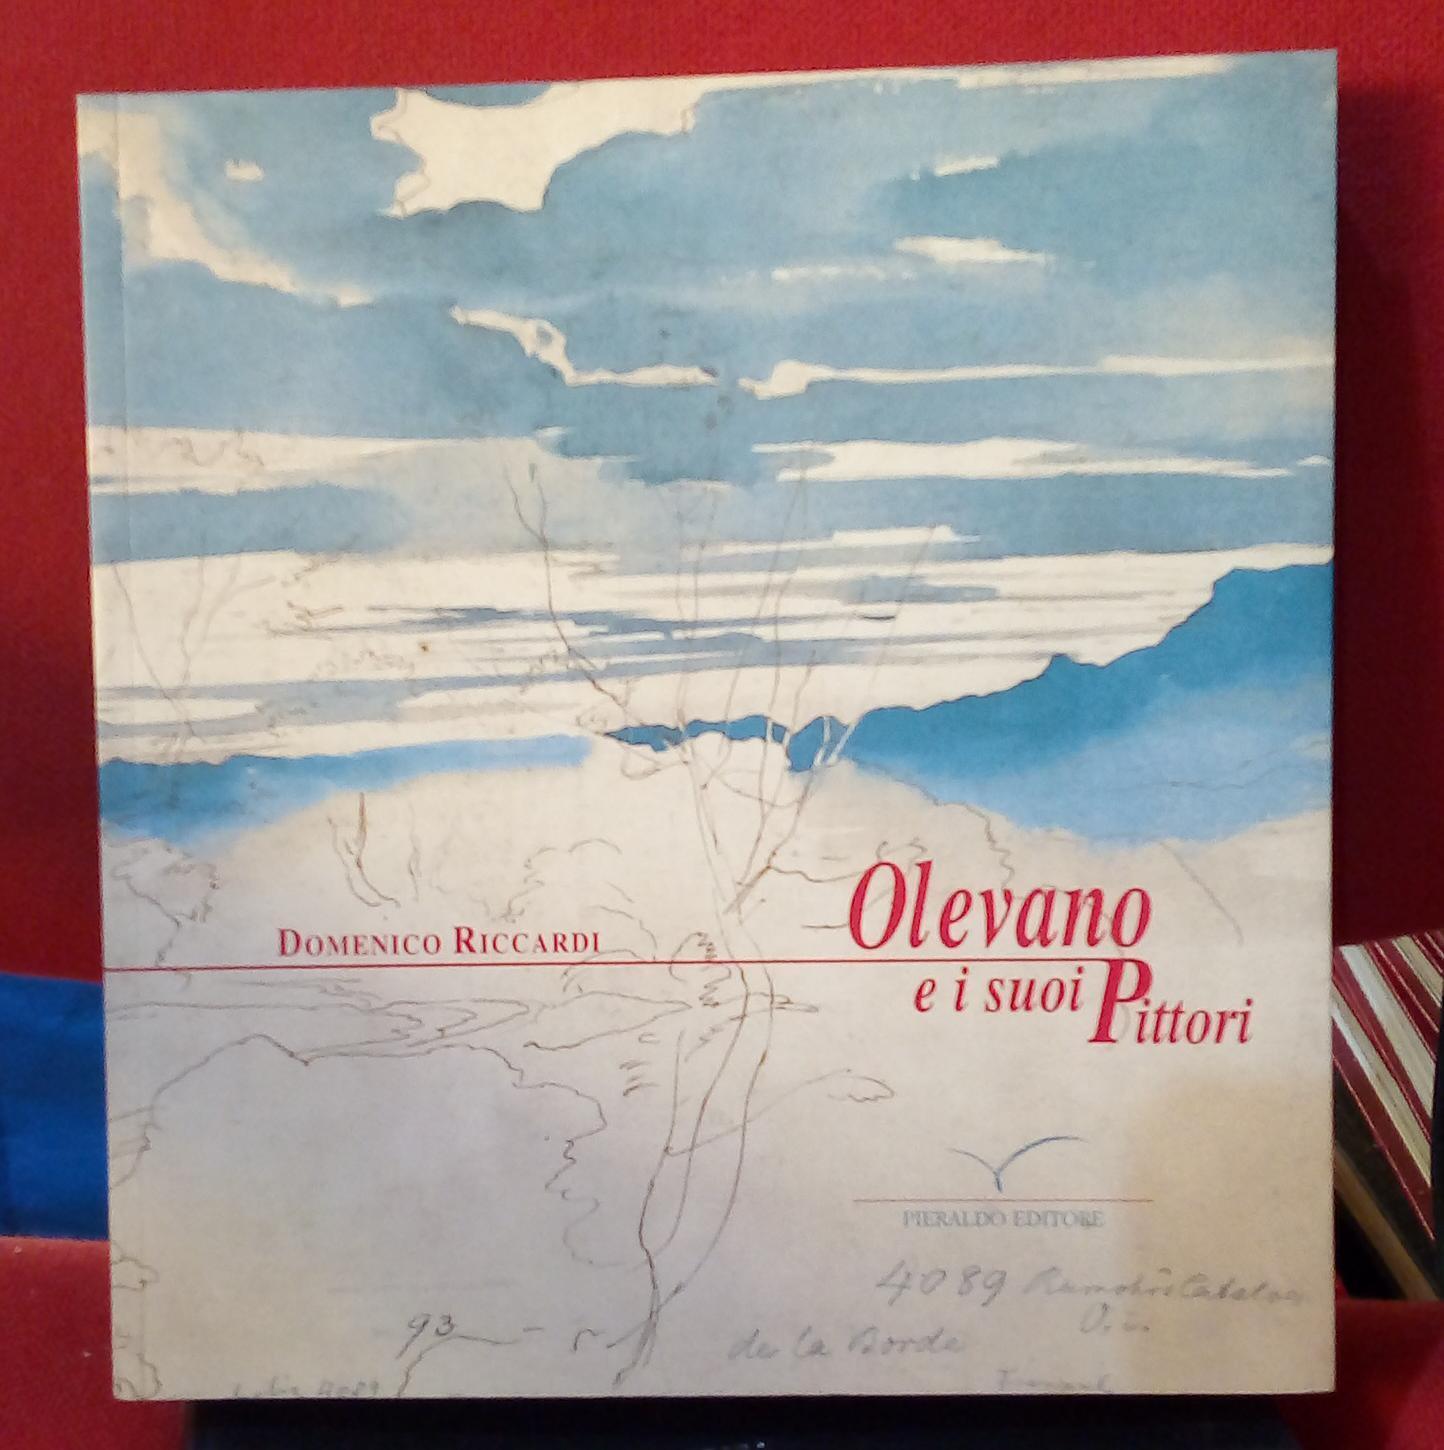 DOMENICO RICCARDI
Olevano
e i suoi Pittori
PIERALDO EDITORE
4089
93
de la Borde